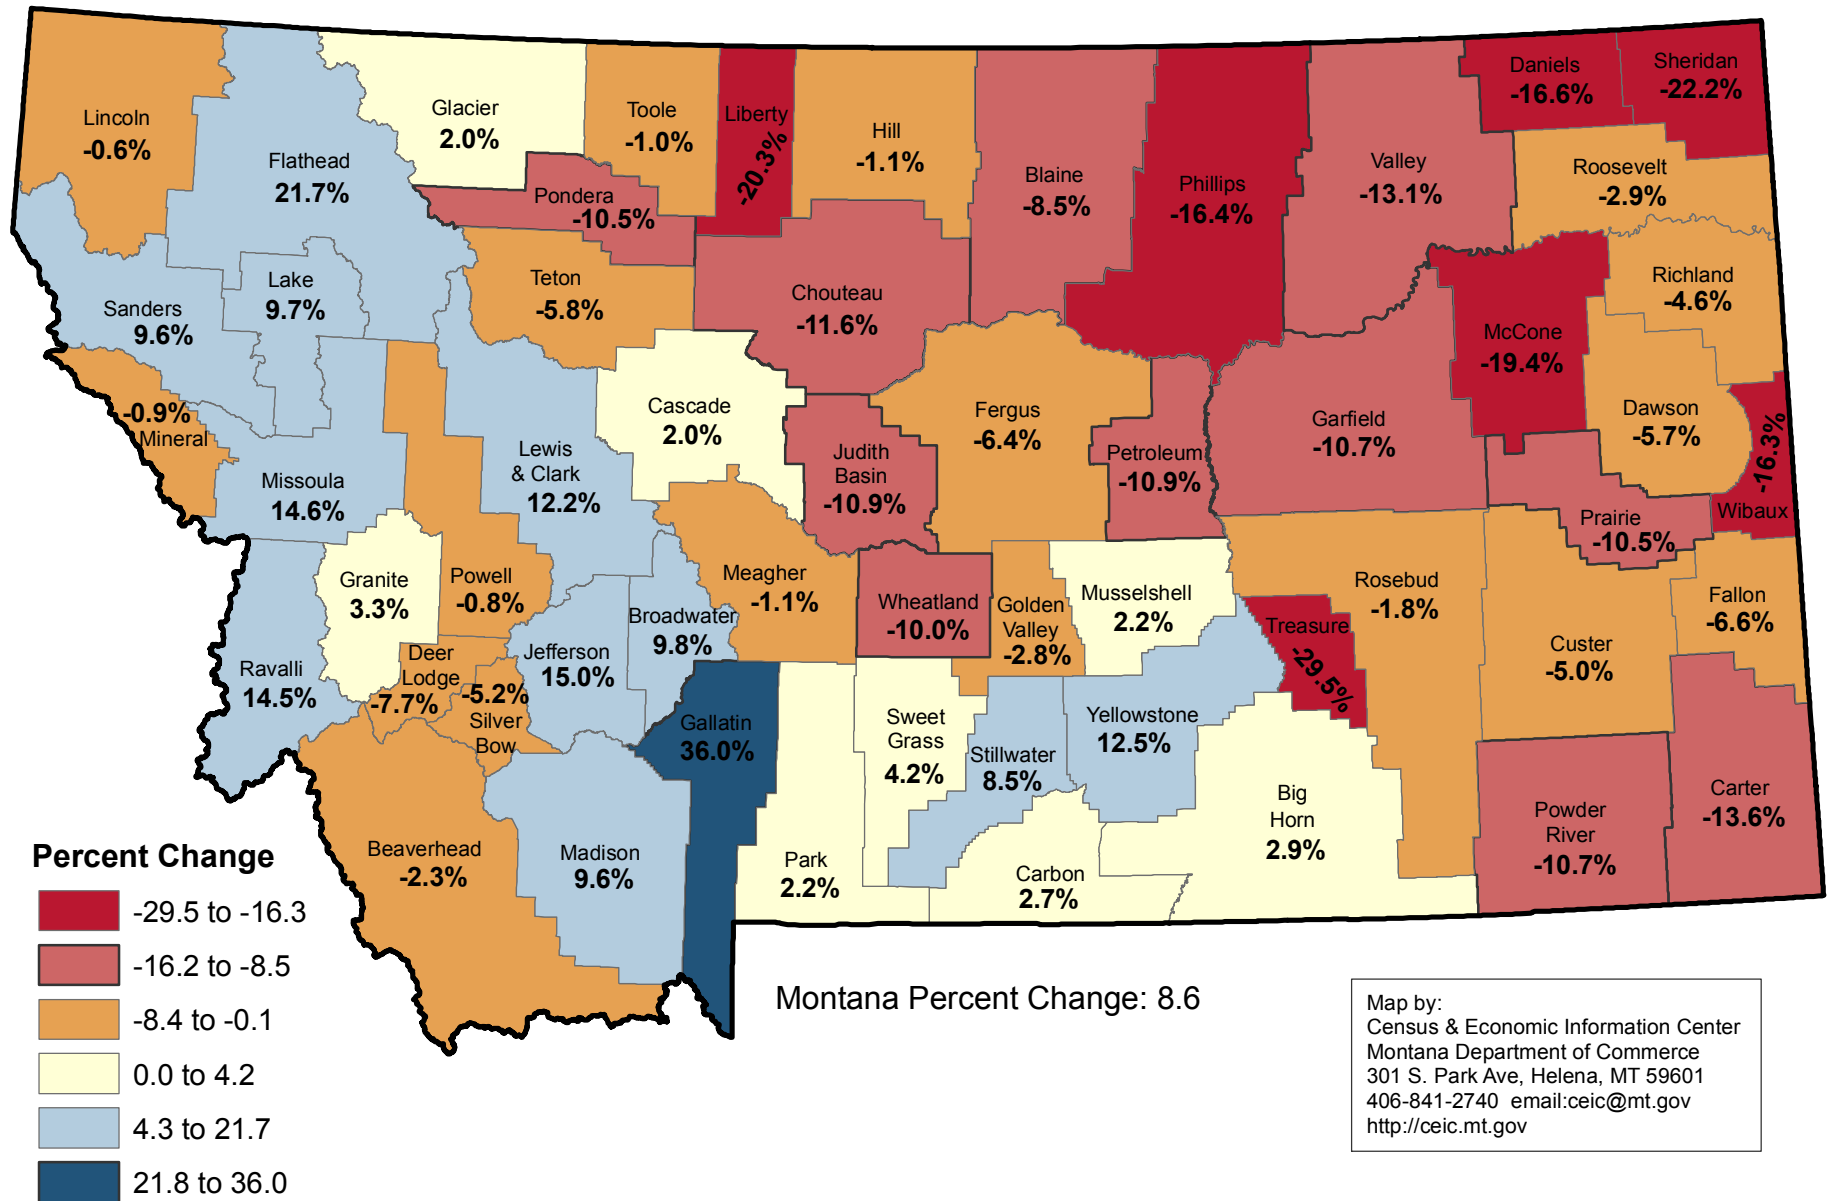 Lincoln
-0.6%
Flathead
21.7%
Glacier
2.0%
Toole
-1.0%
Liberty
-20.3%
Hill
-1.1%
Blaine
-8.5%
Phillips
-16.4%
Valley
-13.1%
Daniels
-16.6%
Sheridan
-22.2%
Roosevelt
-2.9%
Pondera
-10.5%
Sanders
9.6%
Lake
9.7%
Teton
-5.8%
Chouteau
-11.6%
McCone
-19.4%
Richland
-4.6%
-0.9%
Mineral
Missoula
14.6%
Lewis
& Clark
12.2%
Cascade
2.0%
Judith
Basin
-10.9%
Fergus
-6.4%
Petroleum
-10.9%
Garfield
-10.7%
Dawson
-5.7%
-16.3%
Wibaux
Prairie
-10.5%
Ravalli
14.5%
Granite
3.3%
Powell
-0.8%
Deer
Lodge
-7.7%
-5.2%
Silver
Bow
Jefferson
15.0%
Broadwater
9.8%
Meagher
-1.1%
Wheatland
-10.0%
Golden
Valley
-2.8%
Musselshell
2.2%
Treasure
-29.5%
Rosebud
-1.8%
Custer
-5.0%
Fallon
-6.6%
Gallatin
36.0%
Sweet
Grass
4.2%
Stillwater
8.5%
Yellowstone
12.5%
Big
Horn
2.9%
Powder
River
-10.7%
Carter
-13.6%
Beaverhead
-2.3%
Madison
9.6%
Park
2.2%
Carbon
2.7%
Percent Change
-29.5 to -16.3
-16.2 to -8.5
-8.4 to -0.1
0.0 to 4.2
4.3 to 21.7
21.8 to 36.0
Montana Percent Change: 8.6
Map by:
Census & Economic Information Center
Montana Department of Commerce
301 S. Park Ave, Helena, MT 59601
406-841-2740 email:ceic@mt.gov
http://ceic.mt.gov